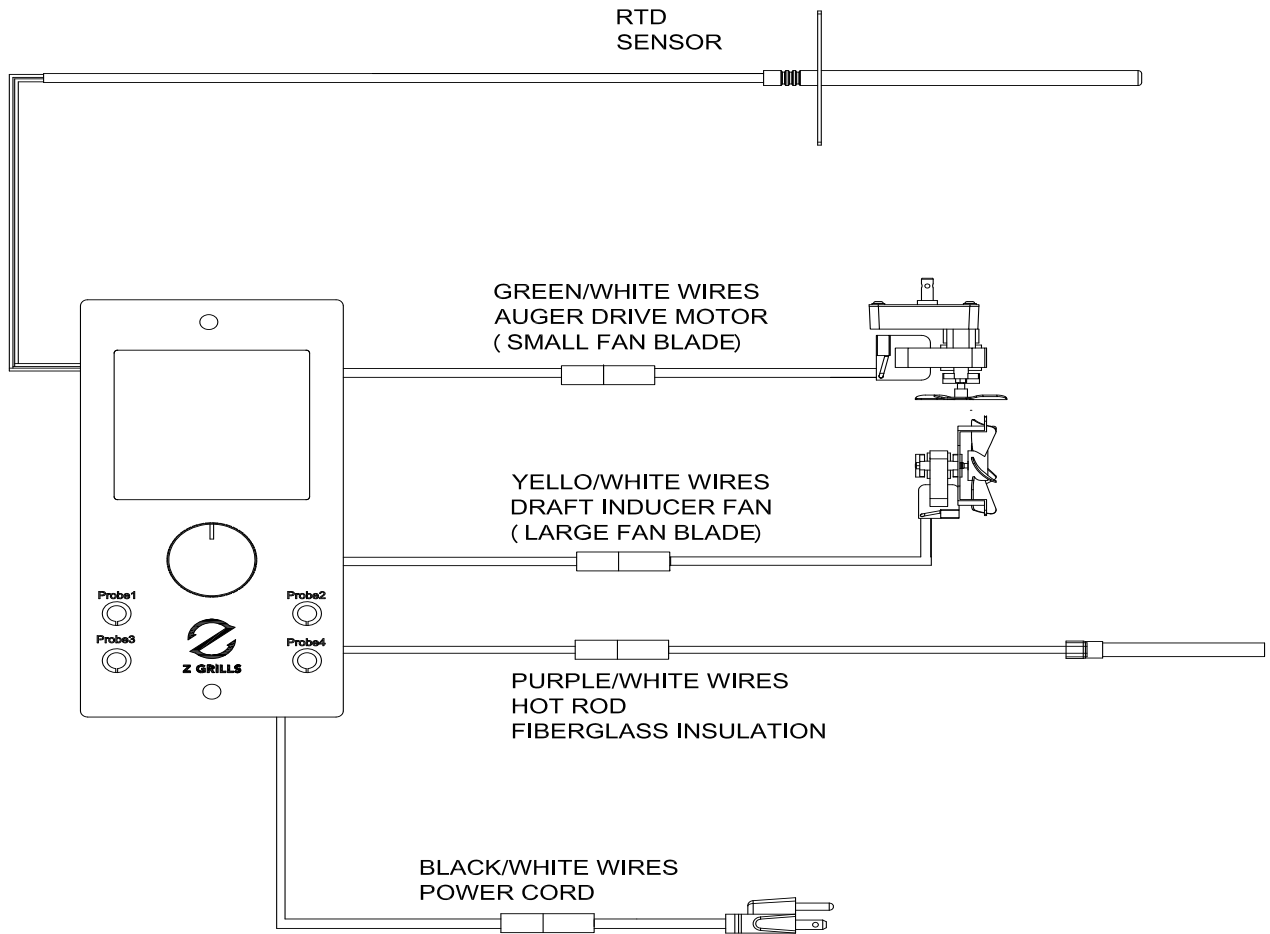 RTD
SENSOR
GREEN/WHITE WIRES
AUGER DRIVE MOTOR
( SMALL FAN BLADE)
YELLO/WHITE WIRES
DRAFT INDUCER FAN
( LARGE FAN BLADE)
Probe1
Probe2
Probe3
Probe4
Z GRILLS
PURPLE/WHITE WIRES
HOT ROD
FIBERGLASS INSULATION
BLACK/WHITE WIRES
POWER CORD